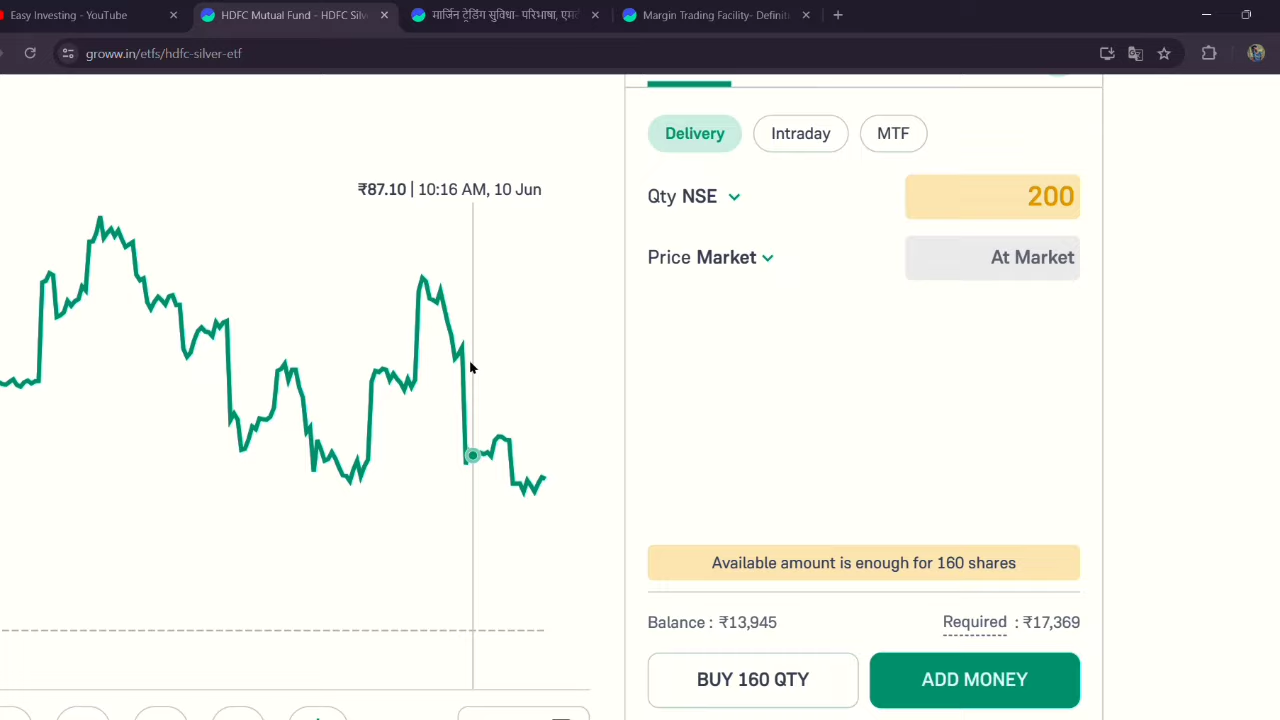 Easy Investing - YouTube
HDFC Mutual Fund - HDFC Silv
मार्जिन ट्रेडिंग सुविधा- परिभाषा, एमटी
Margin Trading Facility- Definiti
groww.in/etfs/hdfc-silver-etf
Delivery
Intraday
MTF
₹87.10 | 10:16 AM, 10 Jun
Qty NSE
200
Price Market
At Market
Available amount is enough for 160 shares
Balance : ₹13,945
Required : ₹17,369
BUY 160 QTY
ADD MONEY